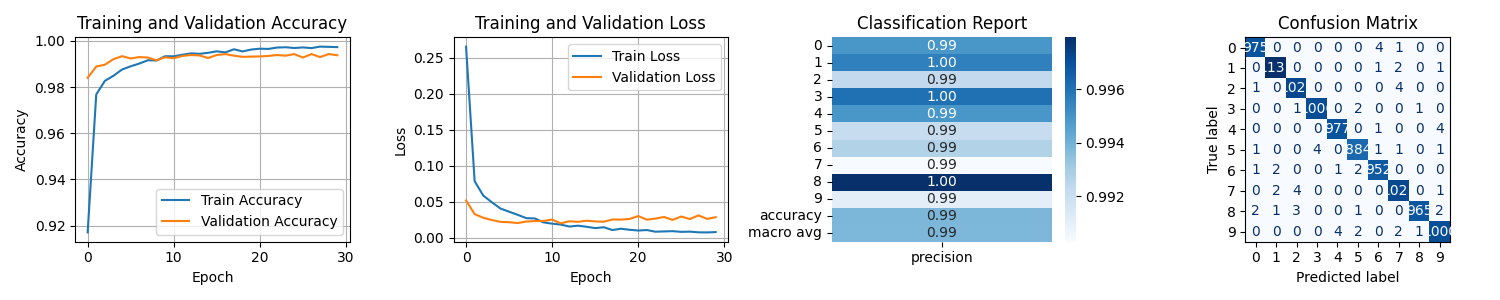 Training and Validation Accuracy
1.00
0.98
0.96
0.94
0.92
Accuracy
Train Accuracy
Validation Accuracy
0 10 20 30
Epoch
Training and Validation Loss
0.25
0.20
0.15
0.10
0.05
0.00
Loss
Train Loss
Validation Loss
0 10 20 30
Epoch
Classification Report
0 0.99
1 1.00
2 0.99
3 1.00
4 0.99
5 0.99
6 0.99
7 0.99
8 1.00
9 0.99
accuracy 0.99
macro avg 0.99
precision
0.996
0.994
0.992
Confusion Matrix
True label
0 975 0 0 0 0 0 4 1 0 0
1 0 13 0 0 0 0 1 2 0 1
2 1 0 02 0 0 0 0 4 0 0
3 0 0 1 00 0 2 0 0 1 0
4 0 0 0 0 977 0 1 0 0 4
5 1 0 0 4 0 884 1 1 0 1
6 1 2 0 0 1 2 952 0 0 0
7 0 2 4 0 0 0 0 02 0 1
8 2 1 3 0 0 1 0 0 965 2
9 0 0 0 0 4 2 0 2 1 00
0 1 2 3 4 5 6 7 8 9
Predicted label